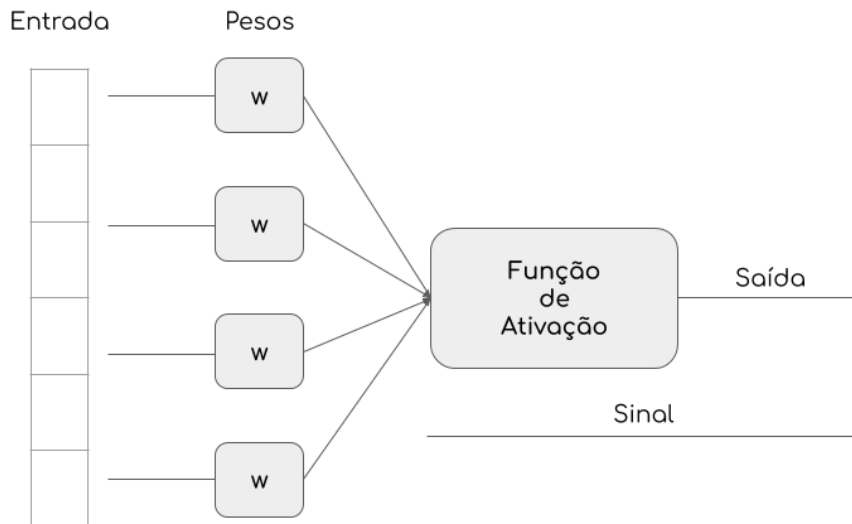 Entrada
Pesos
w
w
w
w
Função
de
Ativação
Saída
Sinal